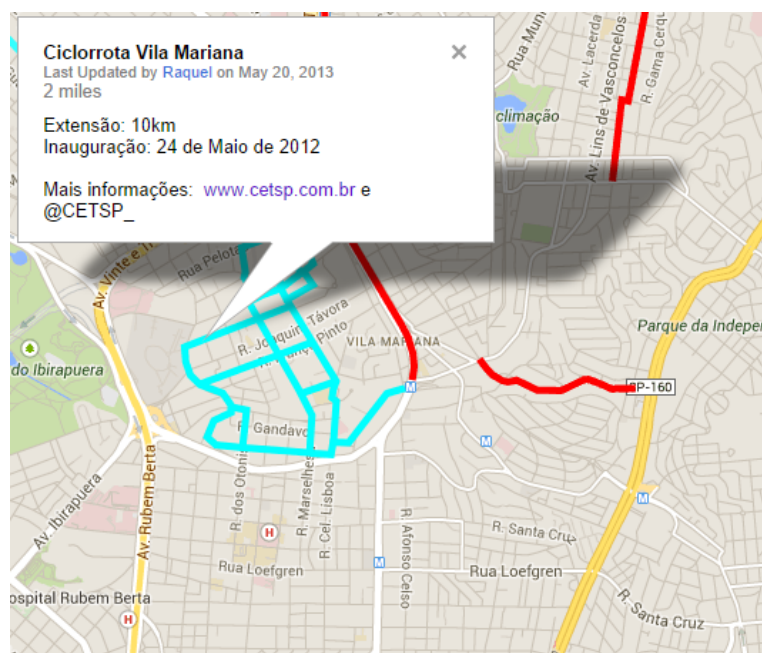 Ciclorrota Vila Mariana
Last Updated by Raquel on May 20, 2013
2 miles
Extensão: 10km
Inauguração: 24 de Maio de 2012
Mais informações: www.cetsp.com.br e
@CETSP_
Rua Mun
Av. Lacerda
R. Gama Cerqu
climação
Av. Lins de Vasconcelos
Av. Vinte e
Rua Pelota
R. Joaquim Távora
Pinto
VILA MARIANA
Parque da Indepe
do Ibirapuera
SP-160
M
R. Gandavo
M
Av. Ibirapuera
Av. Rubem Berta
R. dos Otonis
R. Marselhes
R. Cel. Lisboa
M
H
R. Afonso Celso
R. Santa Cruz
M
Rua Loefgren
Rua Loefgren
ospital Rubem Berta
H
R. Santa Cruz